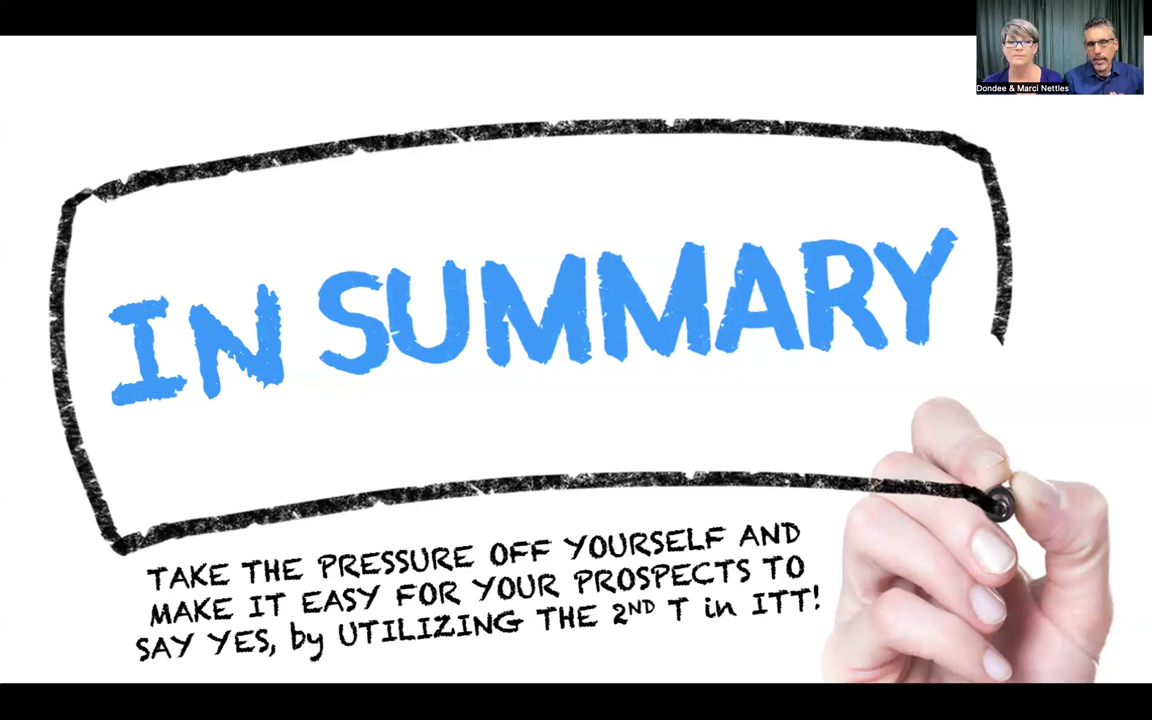 Dondee & Marci Nettles
IN SUMMARY
TAKE THE PRESSURE OFF YOURSELF AND
MAKE IT EASY FOR YOUR PROSPECTS TO
SAY YES, by UTILIZING THE 2ND T in ITT!